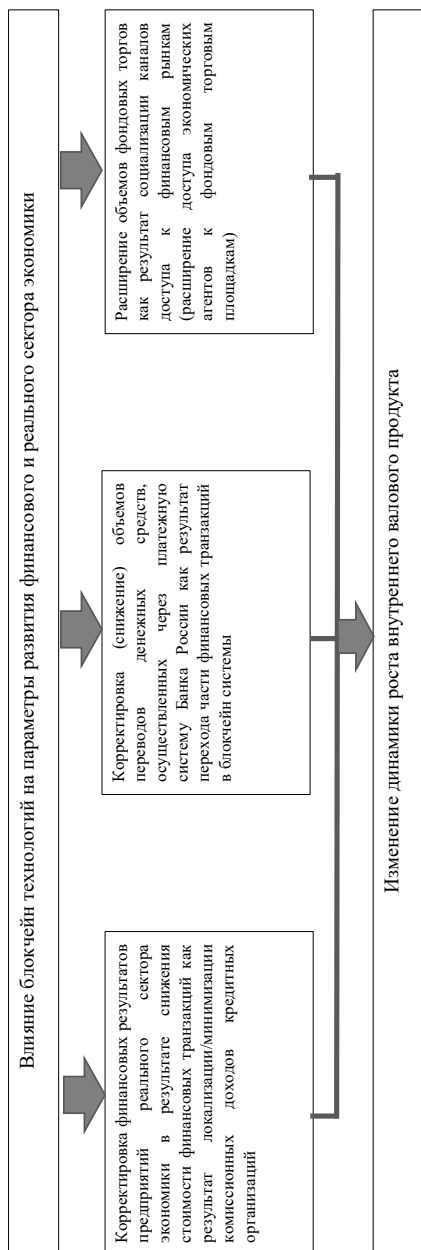 Влияние блокчейн технологий на параметры развития финансового и реального сектора экономики
Корректировка финансовых результатов
предприятий реального сектора
экономики в результате снижения
стоимости финансовых транзакций как
результат локализации/минимизации
комиссионных доходов кредитных
организаций
Корректировка (снижение) объемов
переводов денежных средств,
осуществленных через платежную
систему Банка России как результат
перехода части финансовых транзакций
в блокчейн системы
Расширение объемов фондовых торгов
как результат социализации каналов
доступа к финансовым рынкам
(расширение доступа экономических
агентов к фондовым торговым
площадкам)
Изменение динамики роста внутреннего валового продукта